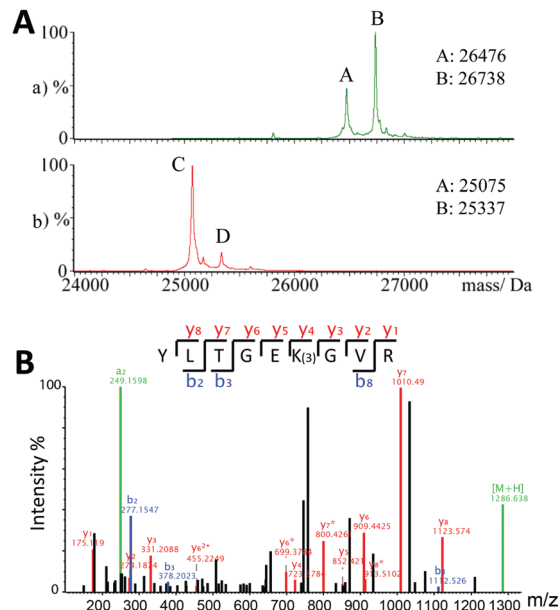 A
100
a) %
0
A
B
A: 26476
B: 26738
100
b) %
0
C
D
A: 25075
B: 25337
24000 25000 26000 27000 mass/ Da
B
y8 y7 y6 y5 y4 y3 y2 y1
Y L T G E K(3) G V R
b2 b3 b8
100
Intensity %
0
a2
249.1598
b2
277.1547
y1
175.119
y2
274.1874
y3
331.2088
b3
378.2023
y6 2+
455.2249
y6*
699.3794
y4
y7*
y5
y6
909.4425
y7
1010.49
y8
1123.574
b8
1112.526
[M+H]
1286.638
200 300 400 500 600 700 800 900 1000 1100 1200 1300 m/z